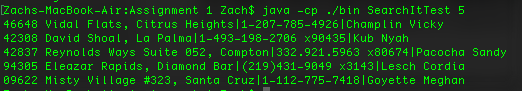 [Zachs-MacBook-Air:Assignment 1 Zach$ java -cp ./bin SearchItTest 5
46648 Vidal Flats, Citrus Heights|1-207-785-4926|Champlin Vicky
42308 David Shoal, La Palma|1-493-198-2706 x90435|Kub Nyah
42837 Reynolds Ways Suite 052, Compton|332.921.5963 x80674|Pacocha Sandy
94305 Eleazar Rapids, Diamond Bar|(219)431-9049 x3143|Lesch Cordia
09622 Misty Village #323, Santa Cruz|1-112-775-7418|Goyette Meghan